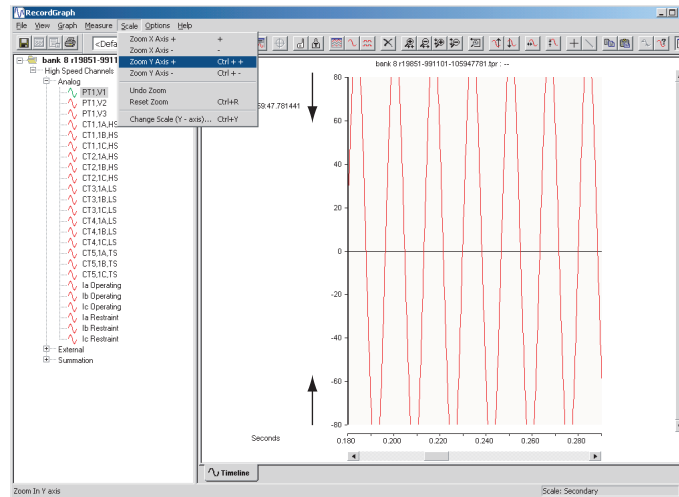 RecordGraph
File View Graph Measure Scale Options Help
<Defa
Zoom X Axis + +
Zoom X Axis - -
Zoom Y Axis + Ctrl + +
Zoom Y Axis - Ctrl + -
Undo Zoom
Reset Zoom Ctrl+R
Change Scale (Y - axis)... Ctrl+Y
bank 8 r19851-9911
High Speed Channels
Analog
PT1,V1
PT1,V2
PT1,V3
CT1,1A,HS
CT1,1B,HS
CT1,1C,HS
CT2,1A,HS
CT2,1B,HS
CT2,1C,HS
CT3,1A,LS
CT3,1B,LS
CT3,1C,LS
CT4,1A,LS
CT4,1B,LS
CT4,1C,LS
CT5,1A,TS
CT5,1B,TS
CT5,1C,TS
Ia Operating
Ib Operating
Ic Operating
Ia Restraint
Ib Restraint
Ic Restraint
External
Summation
bank 8 r19851-991101-105947781.tpr : --
59:47.781441
80
60
40
20
0
-20
-40
-60
-80
Seconds
0.180 0.200 0.220 0.240 0.260 0.280
Timeline
Zoom In Y axis
Scale: Secondary